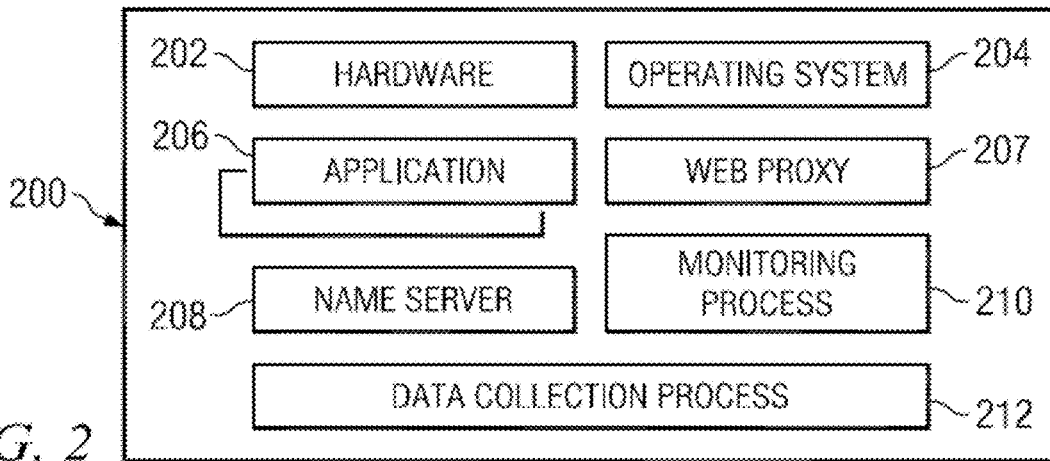 202 HARDWARE OPERATING SYSTEM 204
206 APPLICATION WEB PROXY 207
200
208 NAME SERVER MONITORING PROCESS 210
DATA COLLECTION PROCESS 212
G. 2